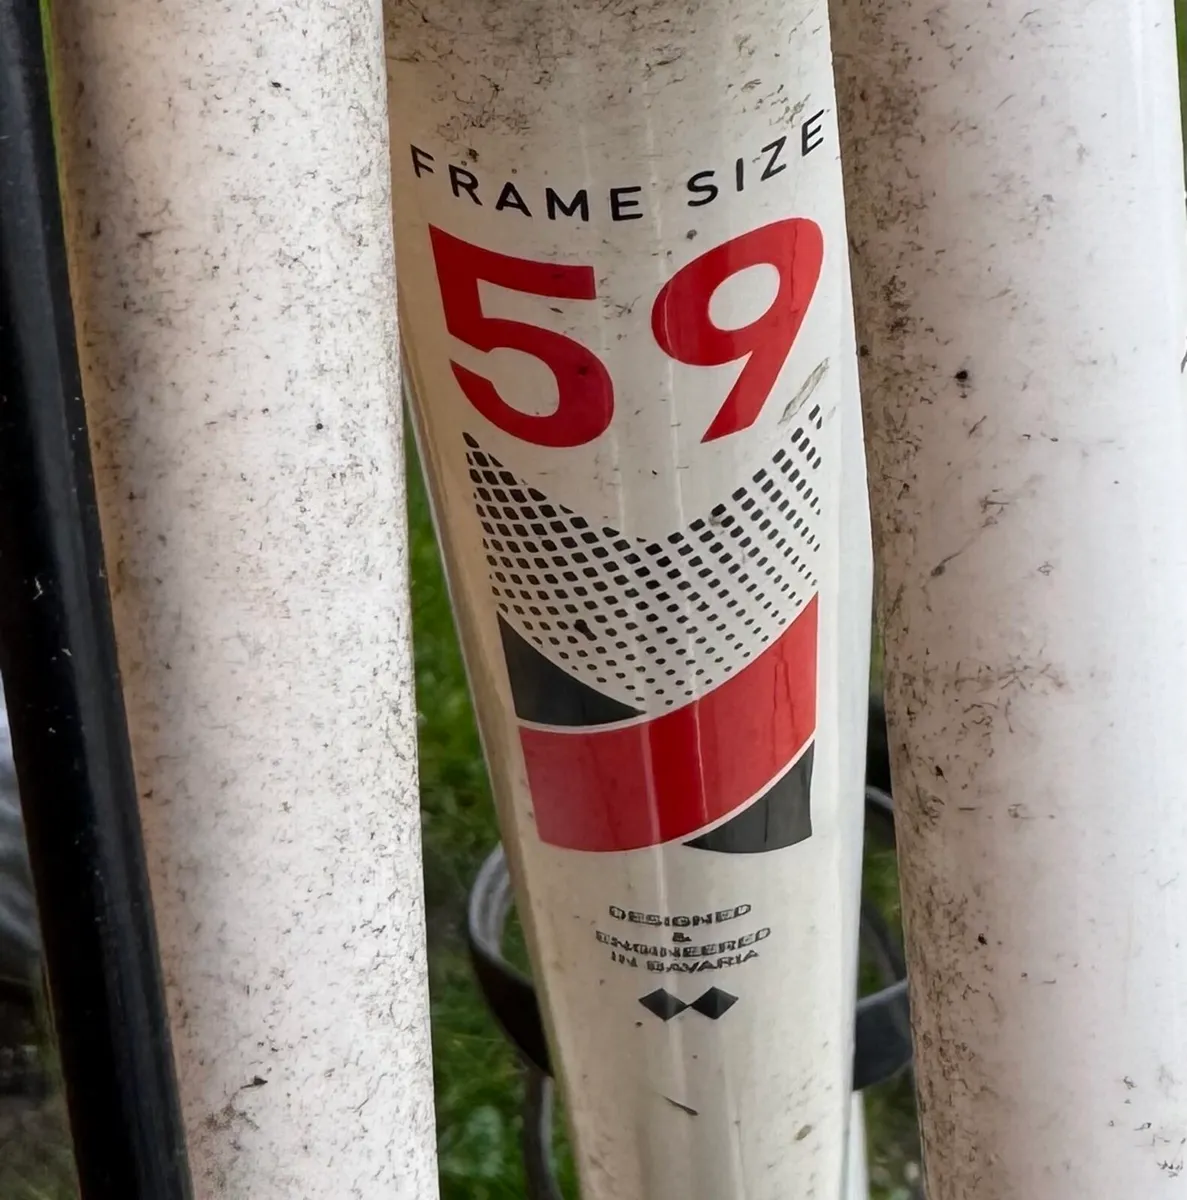 FRAME SIZE
59
DESIGNED
&
ENGINEERED
IN BAVARIA